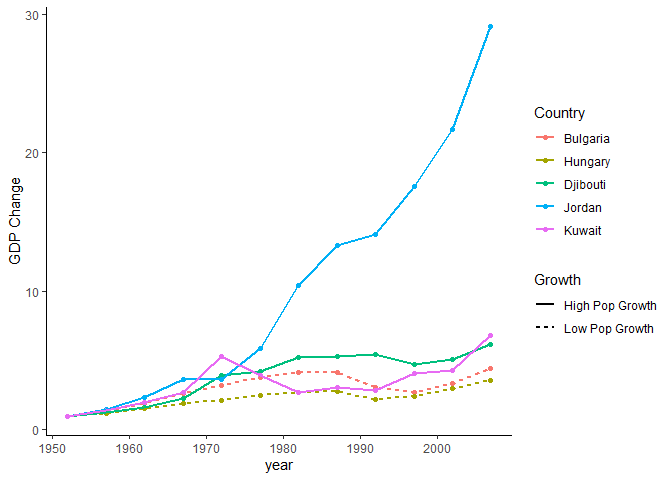 30
20
10
0
GDP Change
1950
1960
1970
1980
1990
2000
year
Country
Bulgaria
Hungary
Djibouti
Jordan
Kuwait
Growth
High Pop Growth
Low Pop Growth